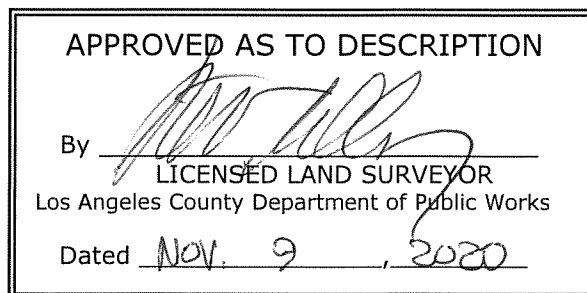 APPROVED AS TO DESCRIPTION
By
LICENSED LAND SURVEYOR
Los Angeles County Department of Public Works
Dated NOV. 9, 2020